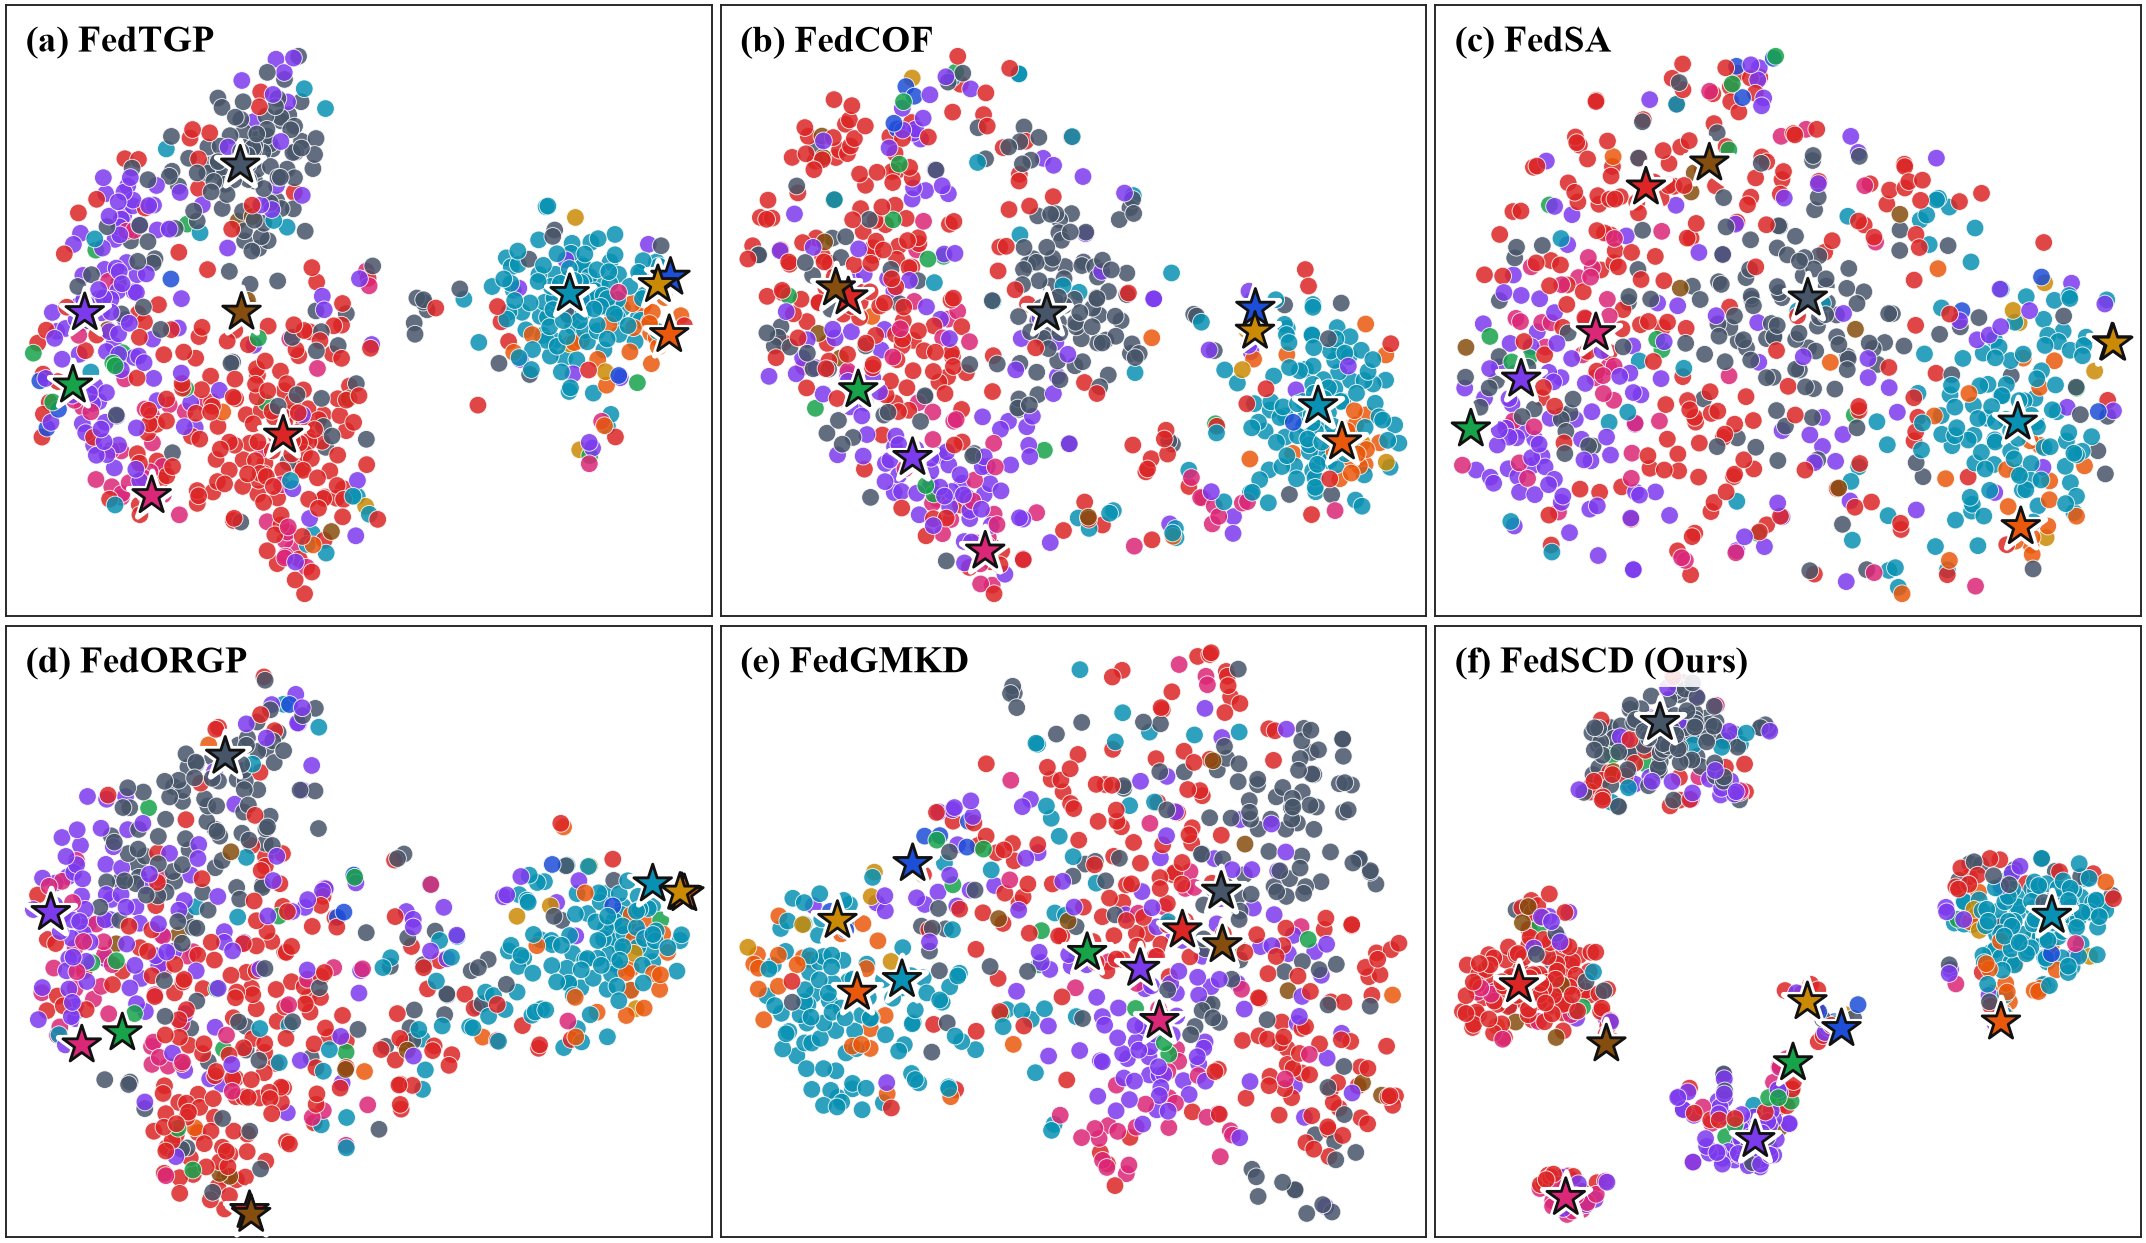 (a) FedTGP
(b) FedCOF
(c) FedSA
(d) FedORGP
(e) FedGMKD
(f) FedSCD (Ours)